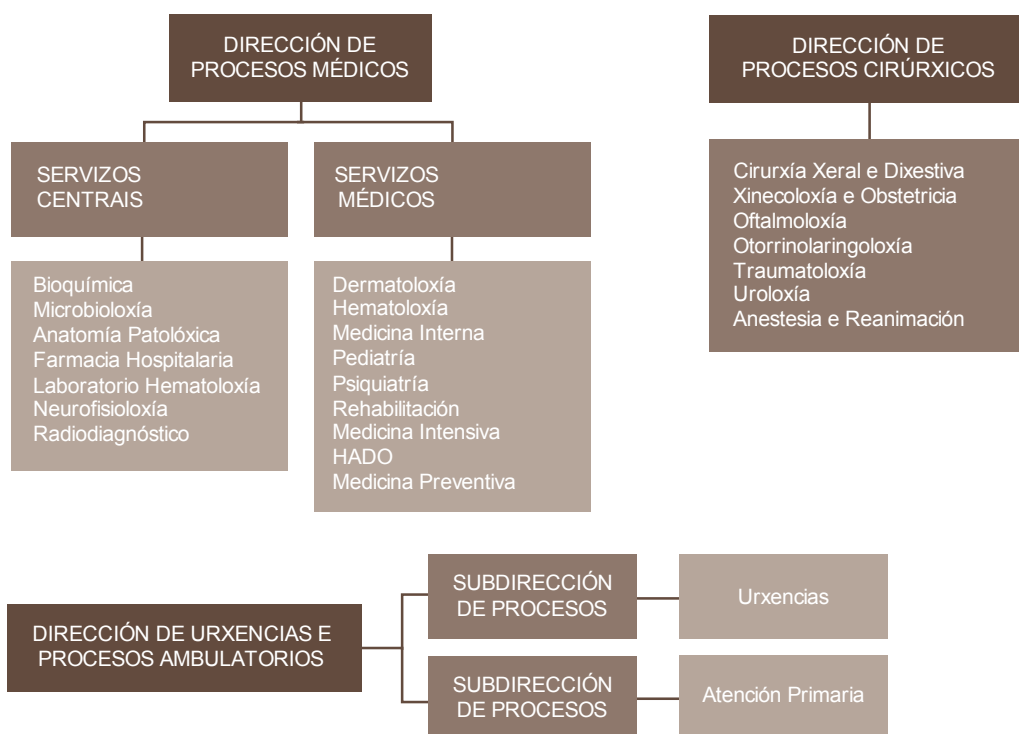 DIRECCIÓN DE
PROCESOS MÉDICOS
SERVIZOS
CENTRAIS
SERVIZOS
MÉDICOS
Bioquímica
Microbioloxía
Anatomía Patolóxica
Farmacia Hospitalaria
Laboratorio Hematoloxía
Neurofisioloxía
Radiodiagnóstico
Dermatoloxía
Hematoloxía
Medicina Interna
Pediatría
Psiquiatría
Rehabilitación
Medicina Intensiva
HADO
Medicina Preventiva
DIRECCIÓN DE
PROCESOS CIRÚRXICOS
Cirurxía Xeral e Dixestiva
Xinecoloxía e Obstetricia
Oftalmoloxía
Otorrinolaringoloxía
Traumatoloxía
Uroloxía
Anestesia e Reanimación
DIRECCIÓN DE URXENCIAS E
PROCESOS AMBULATORIOS
SUBDIRECCIÓN
DE PROCESOS
Urxencias
SUBDIRECCIÓN
DE PROCESOS
Atención Primaria